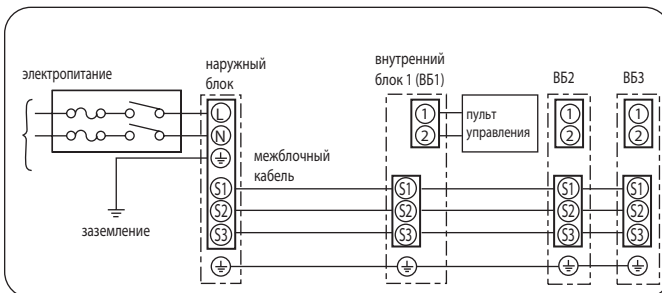 электропитание
наружный
блок
внутренний
блок 1 (ВБ1)
ВБ2
ВБ3
L
N
1
2
пульт
управления
1
2
1
2
межблочный
кабель
заземление
S1
S2
S3
S1
S2
S3
S1
S2
S3
S1
S2
S3